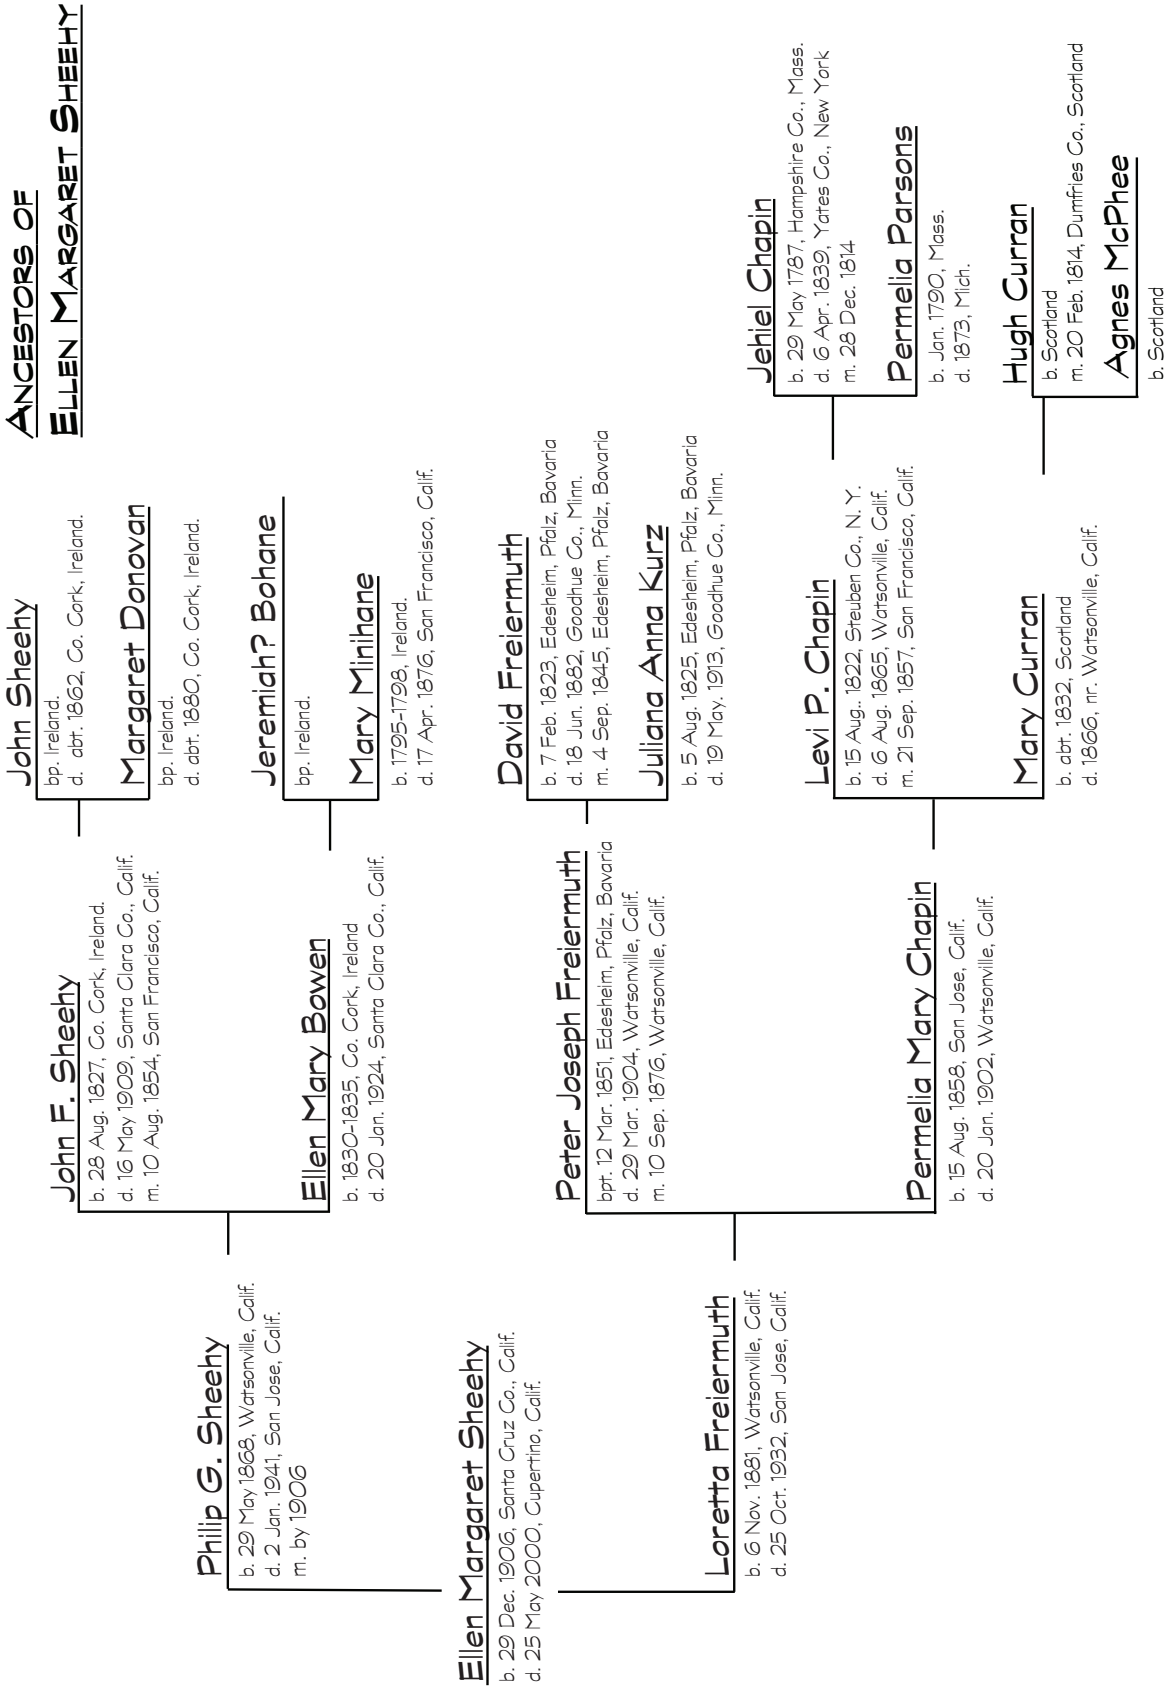 ANCESTORS OF
ELLEN MARGARET SHEEHY
John Sheehy
bp. Ireland.
d. abt. 1862, Co. Cork, Ireland.
Margaret Donovan
bp. Ireland.
d. abt. 1880, Co. Cork, Ireland.
John F. Sheehy
b. 28 Aug. 1827, Co. Cork, Ireland.
d. 16 May 1909, Santa Clara Co., Calif.
m. 10 Aug. 1854, San Francisco, Calif.
Jeremiah? Bohane
bp. Ireland.
Mary Minihane
b. 1795-1798, Ireland.
d. 17 Apr. 1876, San Francisco, Calif.
Ellen Mary Bowen
b. 1830-1835, Co. Cork, Ireland
d. 20 Jan. 1924, Santa Clara Co., Calif.
Philip G. Sheehy
b. 29 May 1868, Watsonville, Calif.
d. 2 Jan. 1941, San Jose, Calif.
m. by 1906
Ellen Margaret Sheehy
b. 29 Dec. 1906, Santa Cruz Co., Calif.
d. 25 May 2000, Cupertino, Calif.
David Freiermuth
b. 7 Feb. 1823, Edesheim, Pfalz, Bavaria
d. 18 Jun. 1882, Goodhue Co., Minn.
m. 4 Sep. 1845, Edesheim, Pfalz, Bavaria
Juliana Anna Kurz
b. 5 Aug. 1825, Edesheim, Pfalz, Bavaria
d. 19 May. 1913, Goodhue Co., Minn.
Peter Joseph Freiermuth
bpt. 12 Mar. 1851, Edesheim, Pfalz, Bavaria
d. 29 Mar. 1904, Watsonville, Calif.
m. 10 Sep. 1876, Watsonville, Calif.
Loretta Freiermuth
b. 6 Nov. 1881, Watsonville, Calif.
d. 25 Oct. 1932, San Jose, Calif.
Jehiel Chapin
b. 29 May 1787, Hampshire Co., Mass.
d. 6 Apr. 1839, Yates Co., New York
m. 28 Dec. 1814
Permelia Parsons
b. Jan. 1790, Mass.
d. 1873, Mich.
Levi P. Chapin
b. 15 Aug.. 1822, Steuben Co., N. Y.
d. 6 Aug. 1865, Watsonville, Calif.
m. 21 Sep. 1857, San Francisco, Calif.
Permelia Mary Chapin
b. 15 Aug. 1858, San Jose, Calif.
d. 20 Jan. 1902, Watsonville, Calif.
Hugh Curran
b. Scotland
m. 20 Feb. 1814, Dumfries Co., Scotland
Agnes McPhee
b. Scotland
Mary Curran
b. abt. 1832, Scotland
d. 1866, nr. Watsonville, Calif.